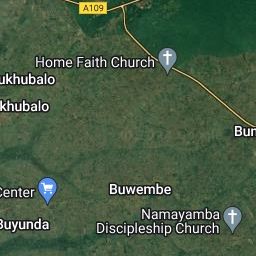 A109
Home Faith Church
ukhubalo
khubalo
Bun
Buwembe
Center
Buyunda
Namayamba
Discipleship Church